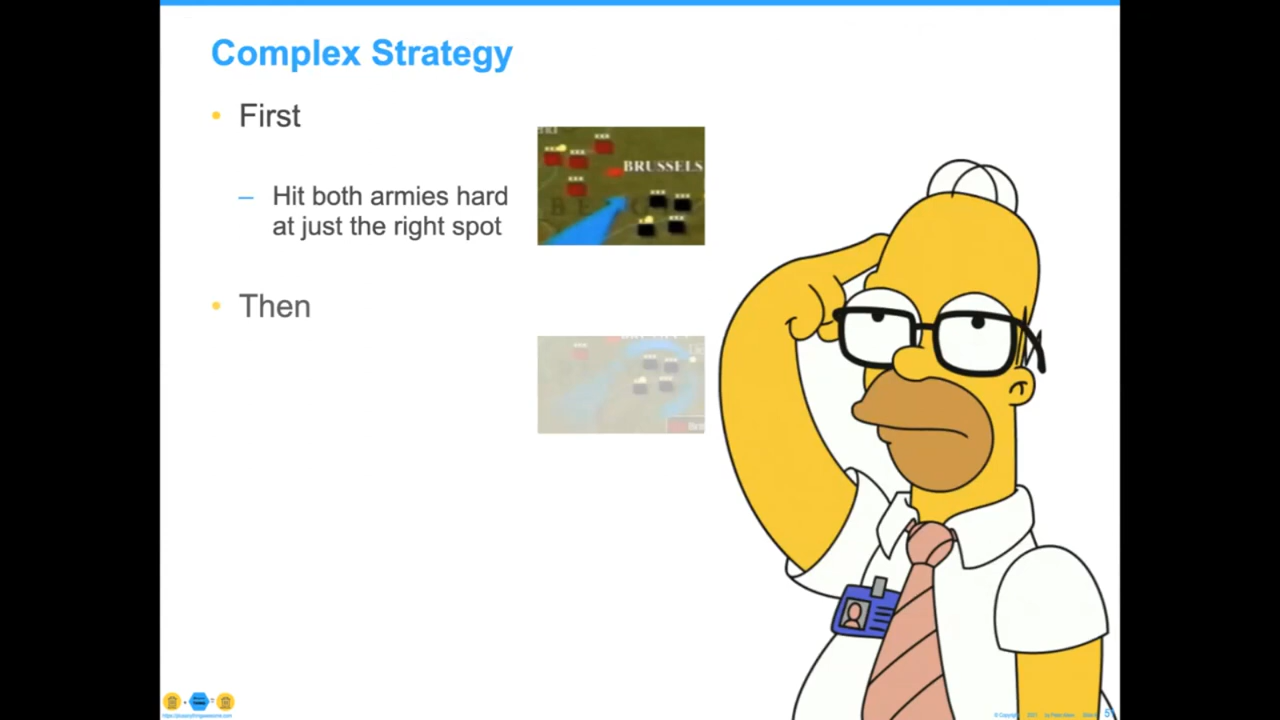 Complex Strategy
• First
– Hit both armies hard
at just the right spot
BRUSSELS
• Then